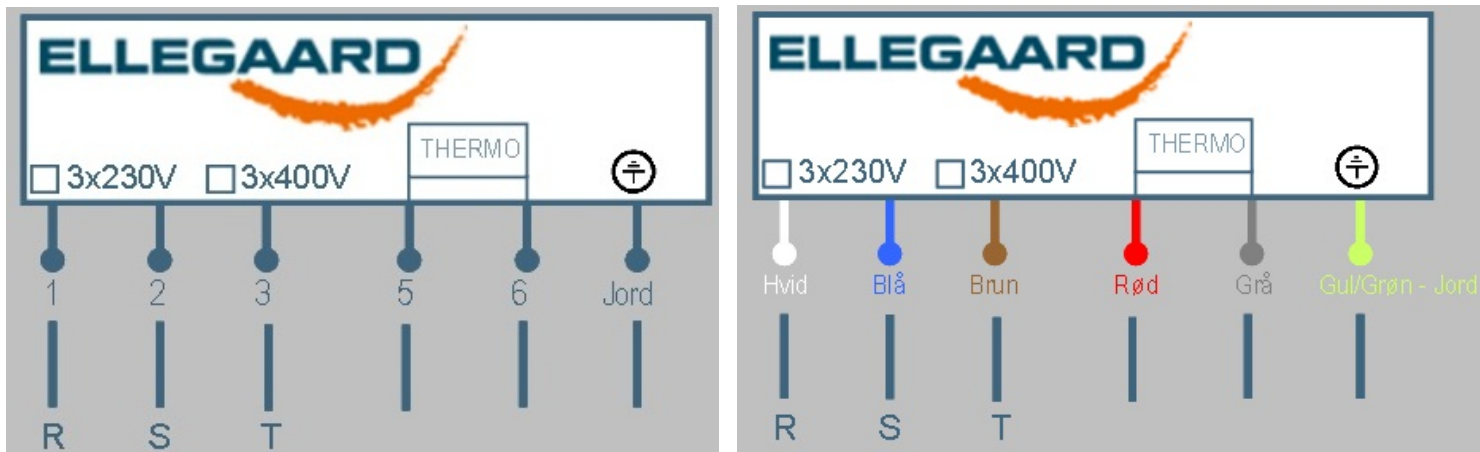 ELLEGAARD
THERMO
3x230V 3x400V
1 2 3 5 6 Jord
R S T
ELLEGAARD
THERMO
3x230V 3x400V
Hvid Blå Brun Rød Grå Gul/Grøn - Jord
R S T